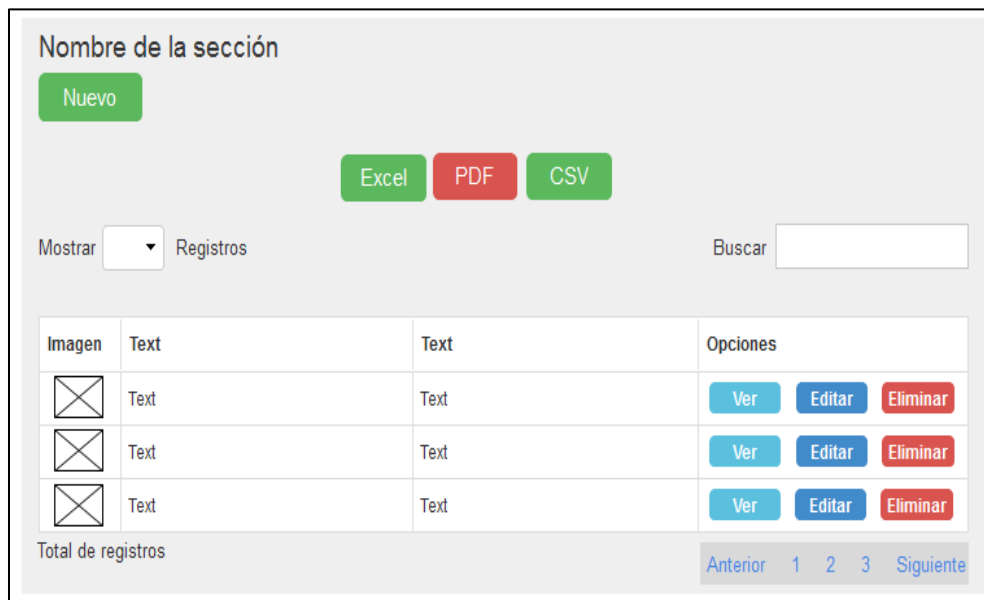 Nombre de la sección
Nuevo
Excel PDF CSV
Mostrar Registros Buscar
Imagen Text Text Opciones
Text Text Ver Editar Eliminar
Text Text Ver Editar Eliminar
Text Text Ver Editar Eliminar
Total de registros
Anterior 1 2 3 Siguiente